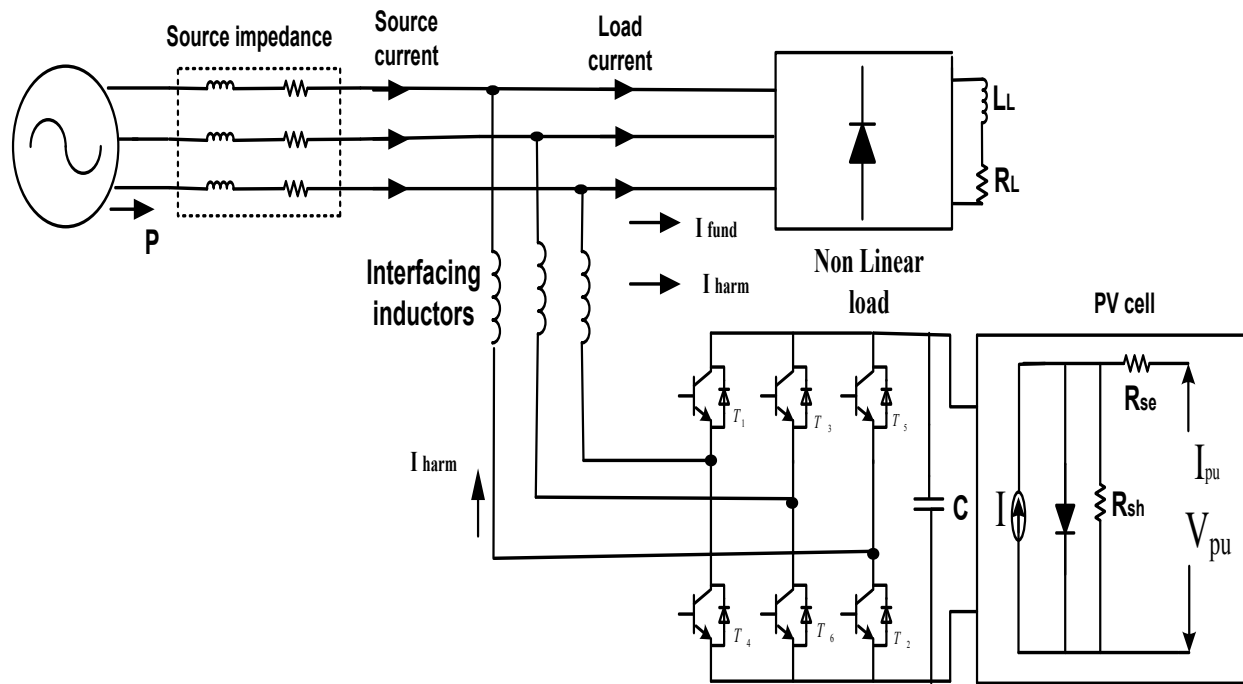 Source impedance
Source
current
Load
current
P
I fund
I harm
Interfacing
inductors
LL
RL
Non Linear
load
PV cell
T1
T3
T5
I harm
C
T4
T6
T2
I
Rsh
Rse
Ipu
Vpu